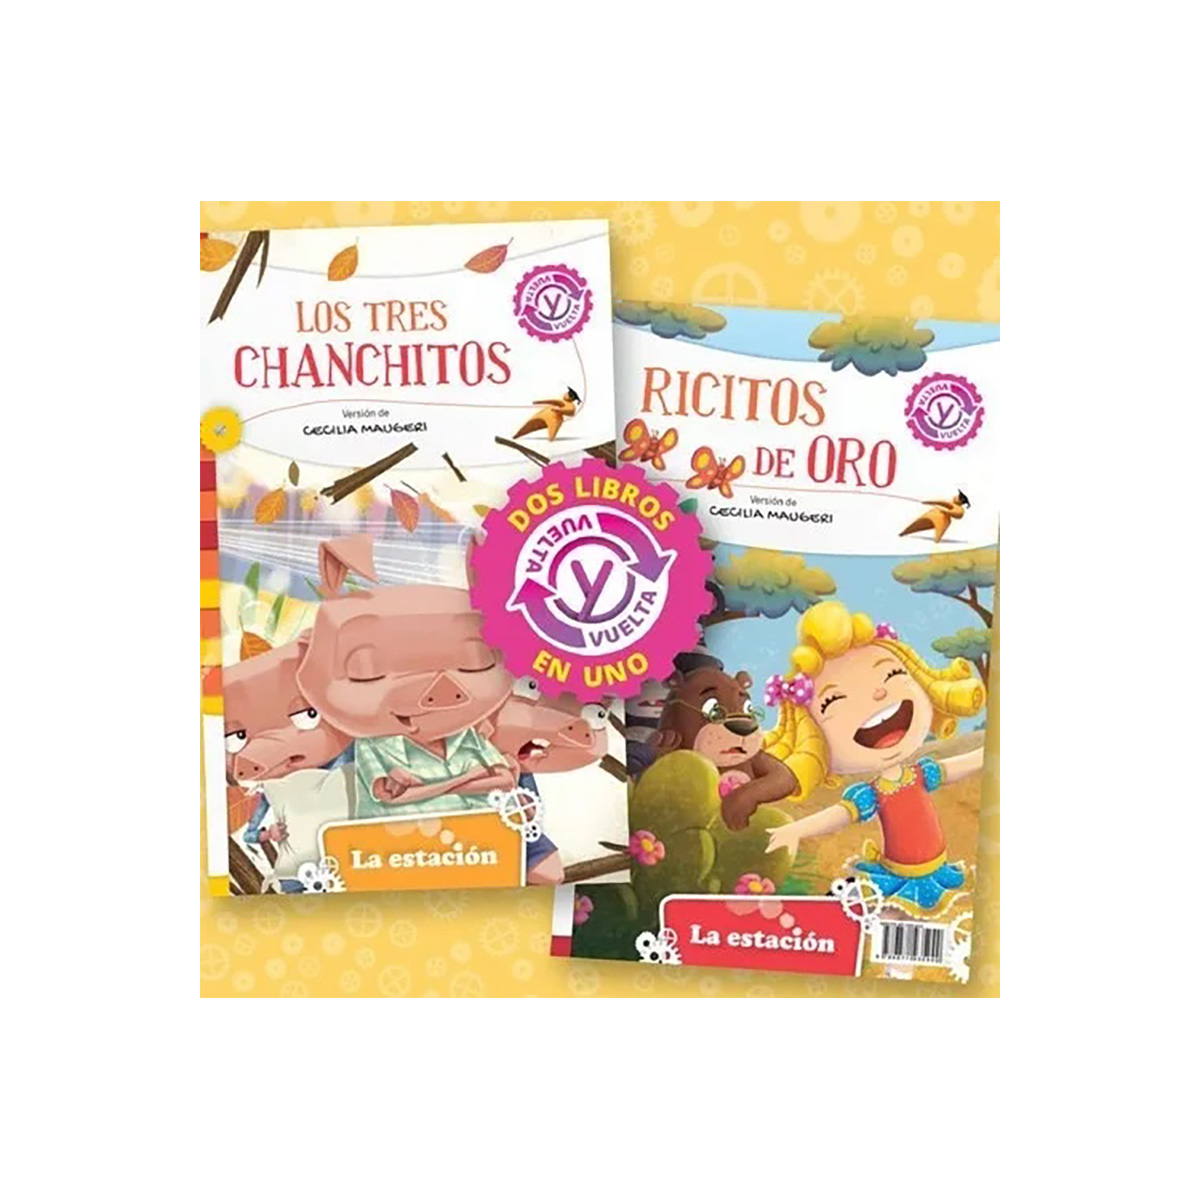 LOS TRES
CHANCHITOS
Versión de
CECILIA MAUGERI
VUELTA
Y
VUELTA
La estación
DOS LIBROS
VUELTA
Y
VUELTA
EN UNO
RICITOS
DE ORO
Versión de
CECILIA MAUGERI
VUELTA
Y
VUELTA
La estación